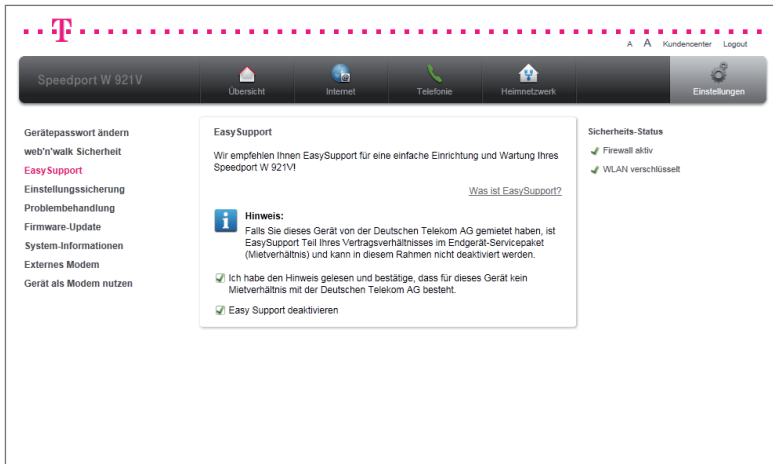 T
A A Kundencenter Logout
Speedport W 921V
Übersicht
Internet
Telefonie
Heimnetzwerk
Einstellungen
Gerätepasswort ändern
web'n'walk Sicherheit
EasySupport
Einstellungssicherung
Problembehandlung
Firmware-Update
System-Informationen
Externes Modem
Gerät als Modem nutzen
EasySupport
Wir empfehlen Ihnen EasySupport für eine einfache Einrichtung und Wartung Ihres
Speedport W 921V!
Was ist EasySupport?
Hinweis:
Falls Sie dieses Gerät von der Deutschen Telekom AG gemietet haben, ist
EasySupport Teil Ihres Vertragsverhältnisses im Endgerät-Servicepaket
(Mietverhältnis) und kann in diesem Rahmen nicht deaktiviert werden.
Ich habe den Hinweis gelesen und bestätige, dass für dieses Gerät kein
Mietverhältnis mit der Deutschen Telekom AG besteht.
Easy Support deaktivieren
Sicherheits-Status
Firewall aktiv
WLAN verschlüsselt